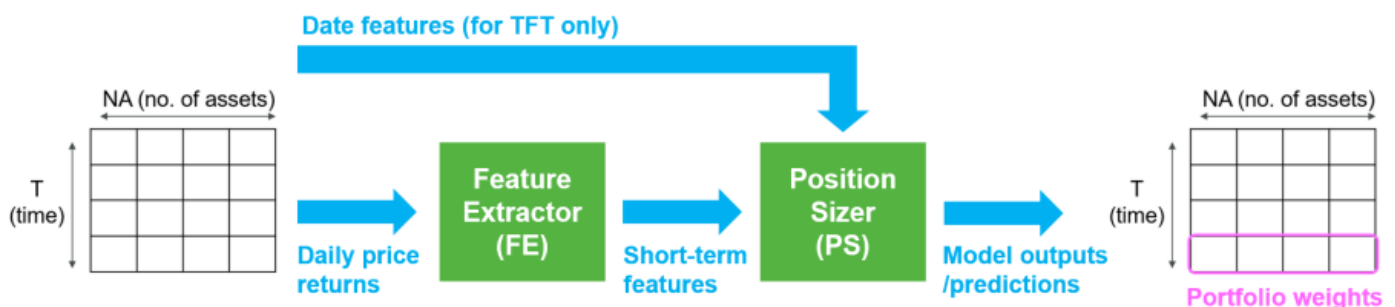 Date features (for TFT only)
NA (no. of assets)
T
(time)
Daily price
returns
Feature
Extractor
(FE)
Short-term
features
Position
Sizer
(PS)
Model outputs
/predictions
NA (no. of assets)
T
(time)
Portfolio weights